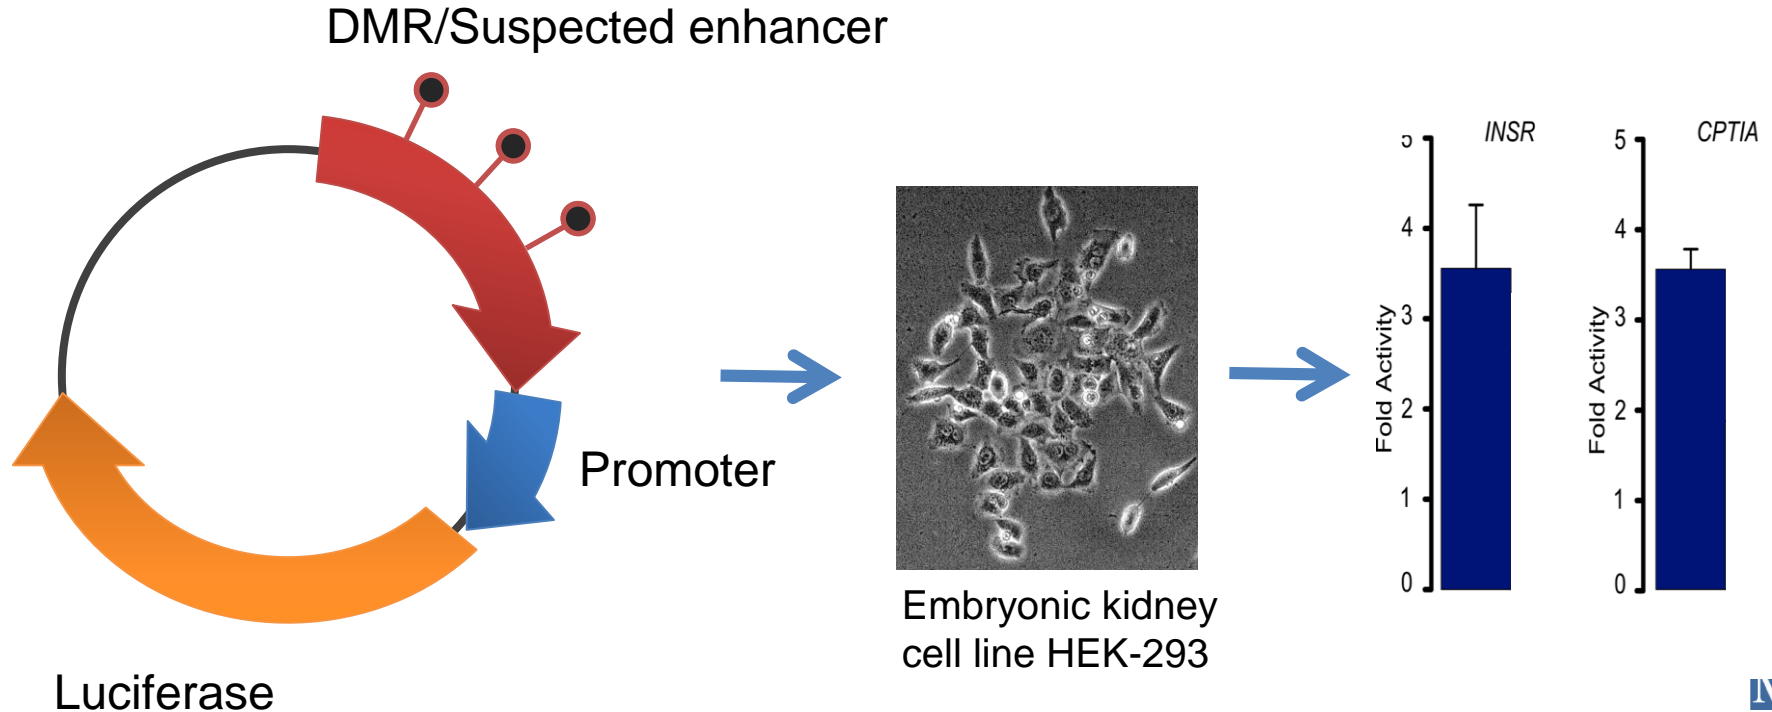 DMR/Suspected enhancer
Promoter
Luciferase
Embryonic kidney
cell line HEK-293
INSR
5
4
3
2
1
0
Fold Activity
CPTIA
5
4
3
2
1
0
Fold Activity